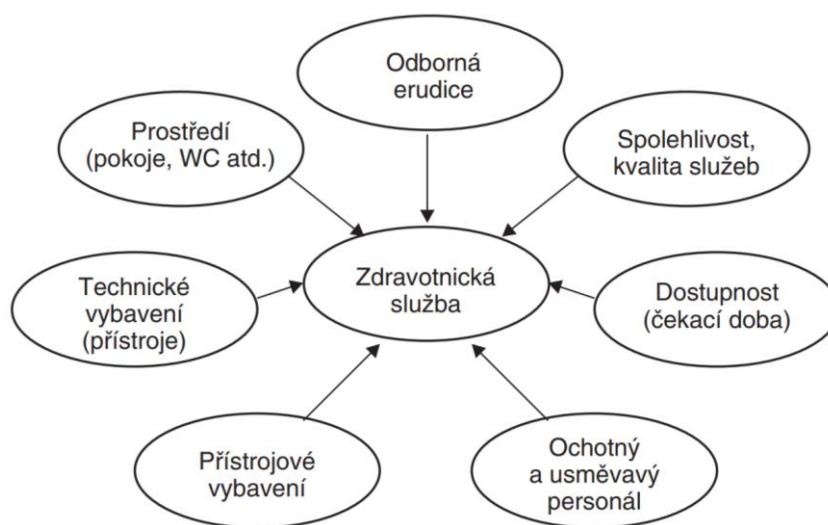 Odborná
erudice
Prostředí
(pokoje, WC atd.)
Spolehlivost,
kvalita služeb
Zdravotnická
služba
Technické
vybavení
(přístroje)
Dostupnost
(čekací doba)
Přístrojové
vybavení
Ochotný
a usměvavý
personál